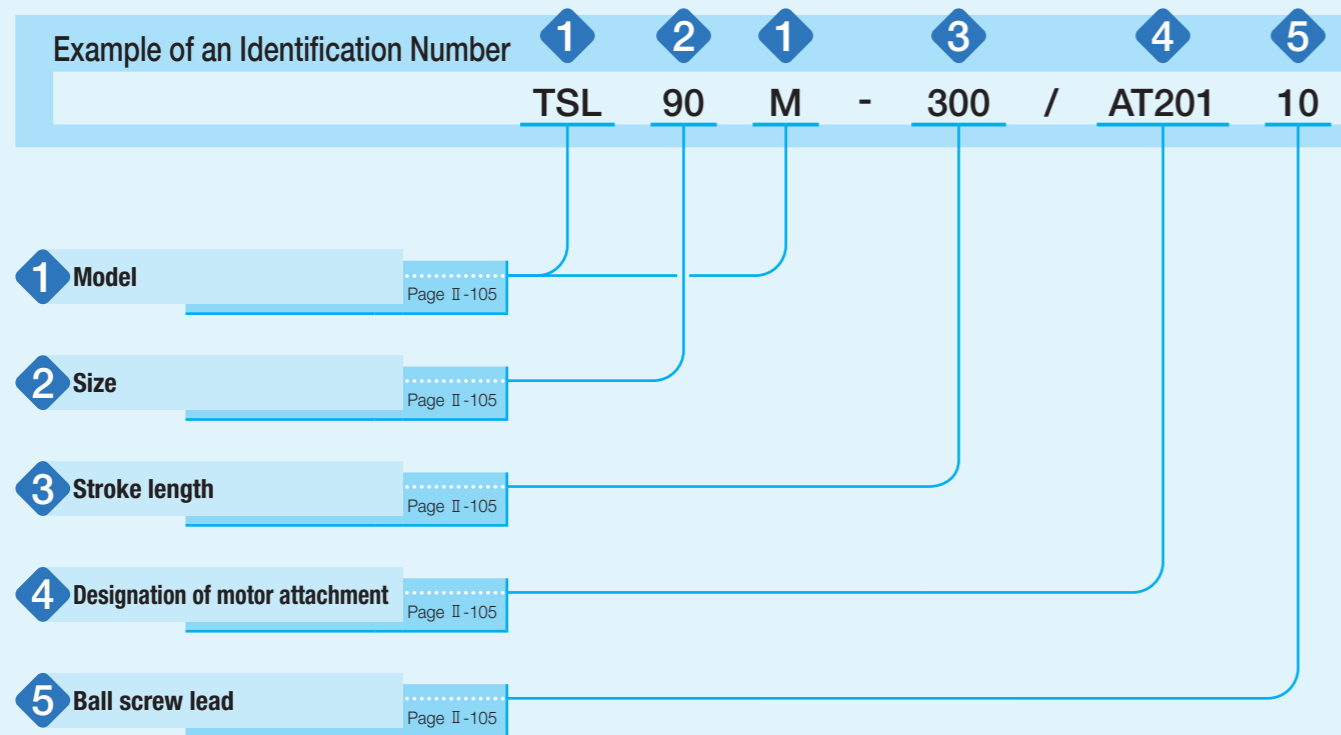 Example of an Identification Number 1 2 1 3 4 5
TSL 90 M - 300 / AT201 10
1 Model
Page Ⅱ-105
2 Size
Page Ⅱ-105
3 Stroke length
Page Ⅱ-105
4 Designation of motor attachment
Page Ⅱ-105
5 Ball screw lead
Page Ⅱ-105